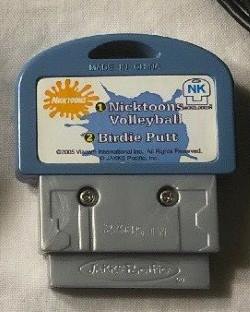 MADE IN CHINA
NICKTOONS
NK
1 Nicktoons
Volleyball
2 Birdie Putt
©2005 Viacom International Inc. All Rights Reserved.
© JAKKS Pacific, Inc.
JAKKS Pacific